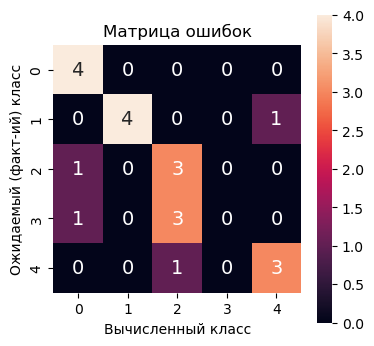 Матрица ошибок
Ожидаемый (факт-ий) класс
0 4 0 0 0 0
1 0 4 0 0 1
2 1 0 3 0 0
3 1 0 3 0 0
4 0 0 1 0 3
0 1 2 3 4
Вычисленный класс
4.0
3.5
3.0
2.5
2.0
1.5
1.0
0.5
0.0